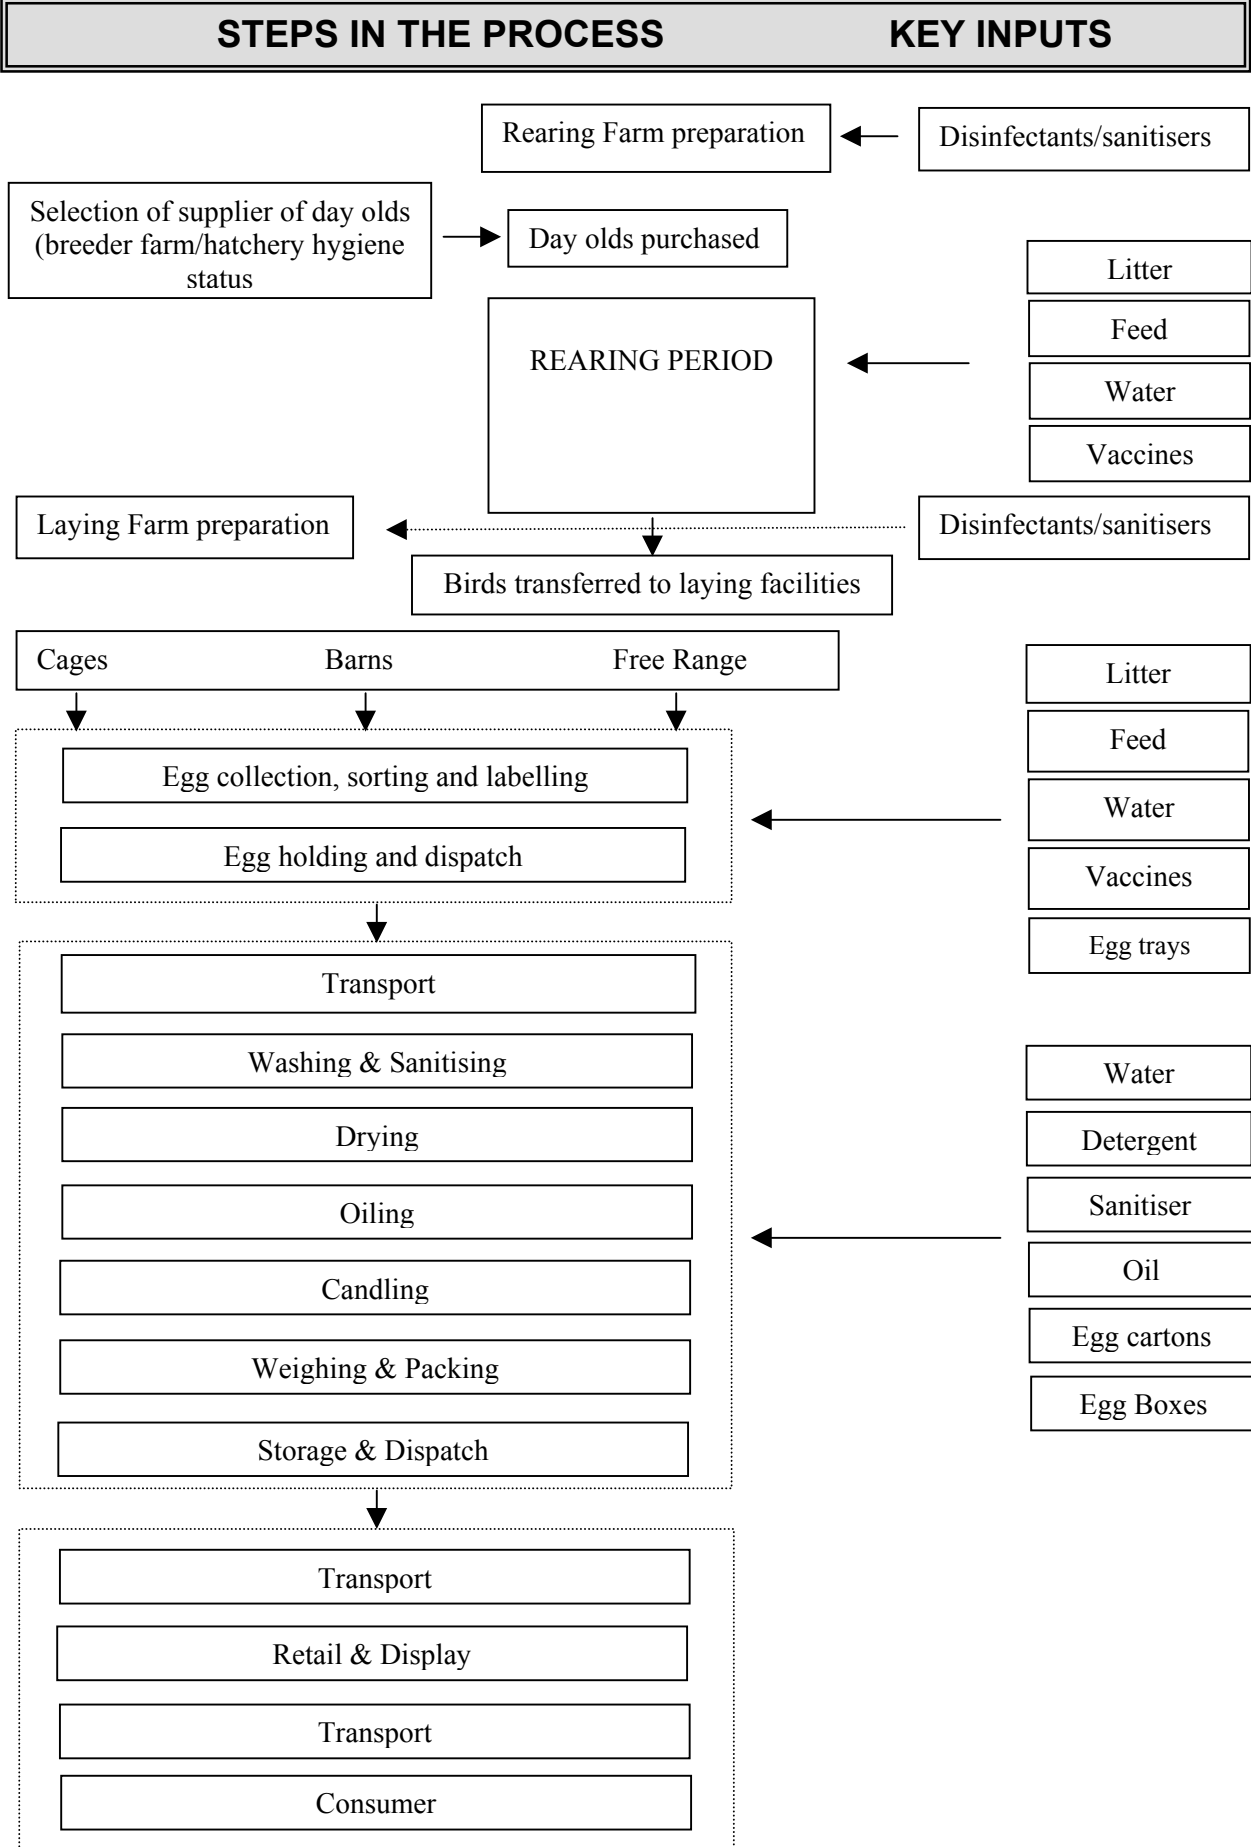 STEPS IN THE PROCESS KEY INPUTS
Rearing Farm preparation
Disinfectants/sanitisers
Selection of supplier of day olds
(breeder farm/hatchery hygiene
status
Day olds purchased
Litter
Feed
Water
Vaccines
REARING PERIOD
Laying Farm preparation
Disinfectants/sanitisers
Birds transferred to laying facilities
Cages Barns Free Range
Egg collection, sorting and labelling
Egg holding and dispatch
Litter
Feed
Water
Vaccines
Egg trays
Transport
Washing & Sanitising
Drying
Oiling
Candling
Weighing & Packing
Storage & Dispatch
Water
Detergent
Sanitiser
Oil
Egg cartons
Egg Boxes
Transport
Retail & Display
Transport
Consumer